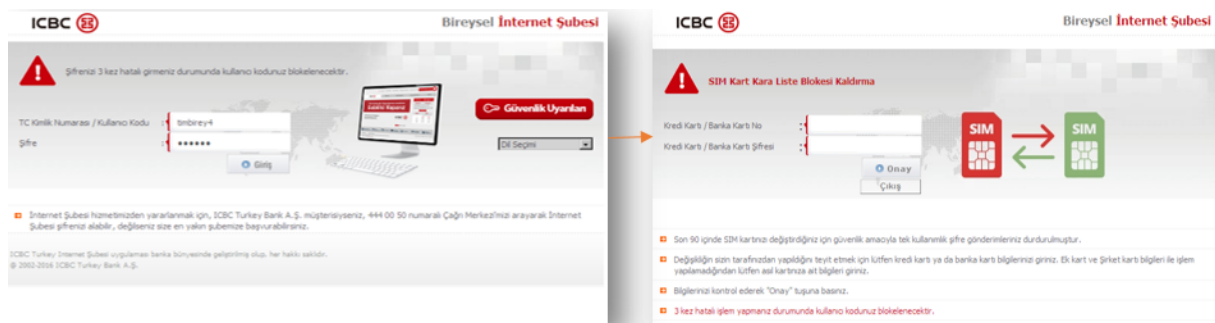 ICBC
Bireysel İnternet Şubesi
Şifrenizi 3 kez hatalı girmeniz durumunda kullanıcı kodunuz blokelenecektir.
Güvenlik Uyarıları
TC Kimlik Numarası / Kullanıcı Kodu : timbirey4
Şifre : ●●●●●●
Dil Seçimi
Giriş
İnternet Şubesi hizmetimizden yararlanmak için, ICBC Turkey Bank A.Ş. müşterisiyseniz, 444 00 50 numaralı Çağrı Merkezi'mizi arayarak İnternet
Şubesi şifrenizi alabilir, değilseniz size en yakın şubemize başvurabilirsiniz.
ICBC Turkey İnternet Şubesi uygulaması banka bünyesinde geliştirilmiş olup, her hakkı saklıdır.
© 2002-2016 ICBC Turkey Bank A.Ş.
ICBC
Bireysel İnternet Şubesi
SIM Kart Kara Liste Blokesi Kaldırma
Kredi Kartı / Banka Kartı No :
Kredi Kartı / Banka Kartı Şifresi :
SIM
SIM
Onay
Çıkış
Son 90 içinde SIM kartınızı değiştirdiğiniz için güvenlik amacıyla tek kullanımlık şifre gönderimleriniz durdurulmuştur.
Değişikliğin sizin tarafınızdan yapıldığını teyit etmek için lütfen kredi kartı ya da banka kartı bilgilerinizi giriniz. Ek kart ve Şirket kartı bilgileri ile işlem
yapılamadığından lütfen asıl kartınıza ait bilgileri giriniz.
Bilgilerinizi kontrol ederek "Onay" tuşuna basınız.
3 kez hatalı işlem yapmanız durumunda kullanıcı kodunuz blokelenecektir.